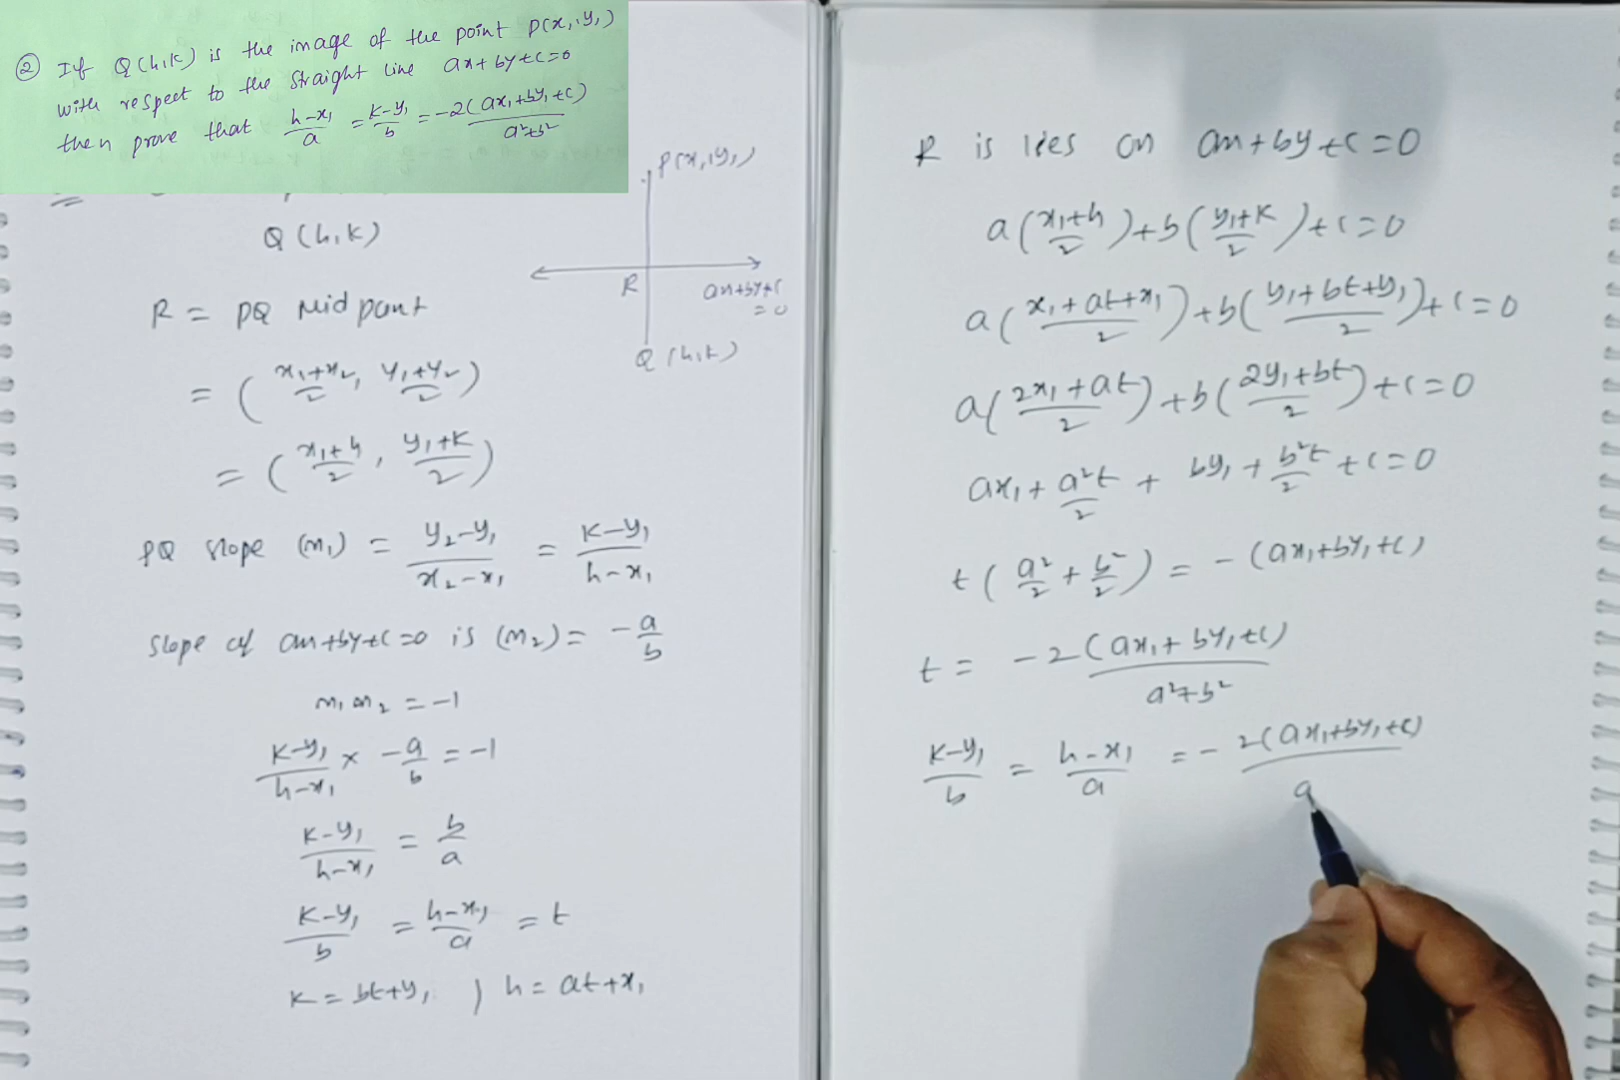 ② If Q(h,k) is the image of the point P(x₁,y₁)
with respect to the straight line ax+by+c=0
then prove that h-x₁/a = k-y₁/b = -2(ax₁+by₁+c)/a²+b²
Q(h,k)
R = PQ midpoint
= (x₁+x₂/2, y₁+y₂/2)
= (x₁+h/2, y₁+k/2)
PQ slope (m₁) = y₂-y₁/x₂-x₁ = k-y₁/h-x₁
Slope of ax+by+c=0 is (m₂) = -a/b
m₁m₂ = -1
k-y₁/h-x₁ × -a/b = -1
k-y₁/h-x₁ = b/a
k-y₁/b = h-x₁/a = t
k = bt+y₁, ) h = at+x₁
P(x₁,y₁)
R
ax+by+c
=0
Q(h,k)
R is lies on ax+by+c=0
a(x₁+h/2)+b(y₁+k/2)+c=0
a(x₁+at+x₁/2)+b(y₁+bt+y₁/2)+c=0
a(2x₁+at/2)+b(2y₁+bt/2)+c=0
ax₁+a²t/2 + by₁+b²t/2+c=0
t(a²/2+b²/2) = -(ax₁+by₁+c)
t = -2(ax₁+by₁+c)/a²+b²
k-y₁/b = h-x₁/a = -2(ax₁+by₁+c)/a